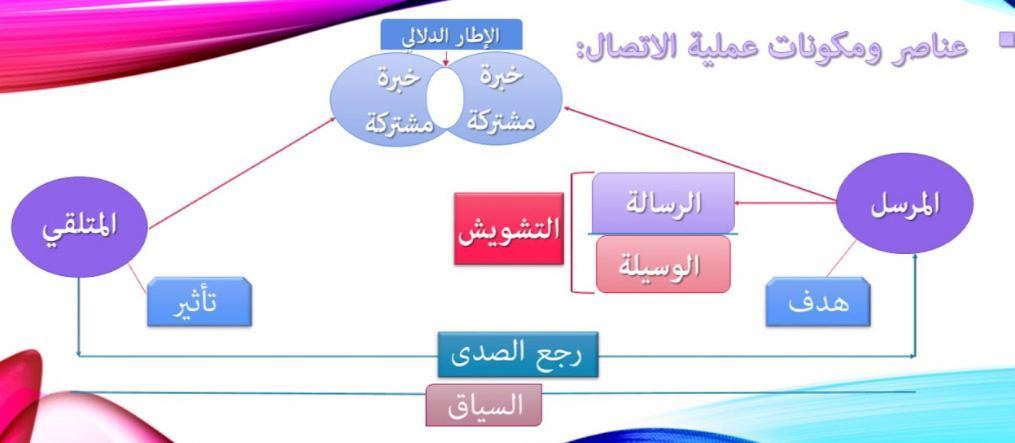 عناصر ومكونات عملية الاتصال:
الإطار الدلالي
خبرة
مشتركة
خبرة
مشتركة
المرسل
الرسالة
الوسيلة
التشويش
المتلقي
هدف
تأثير
رجع الصدى
السياق